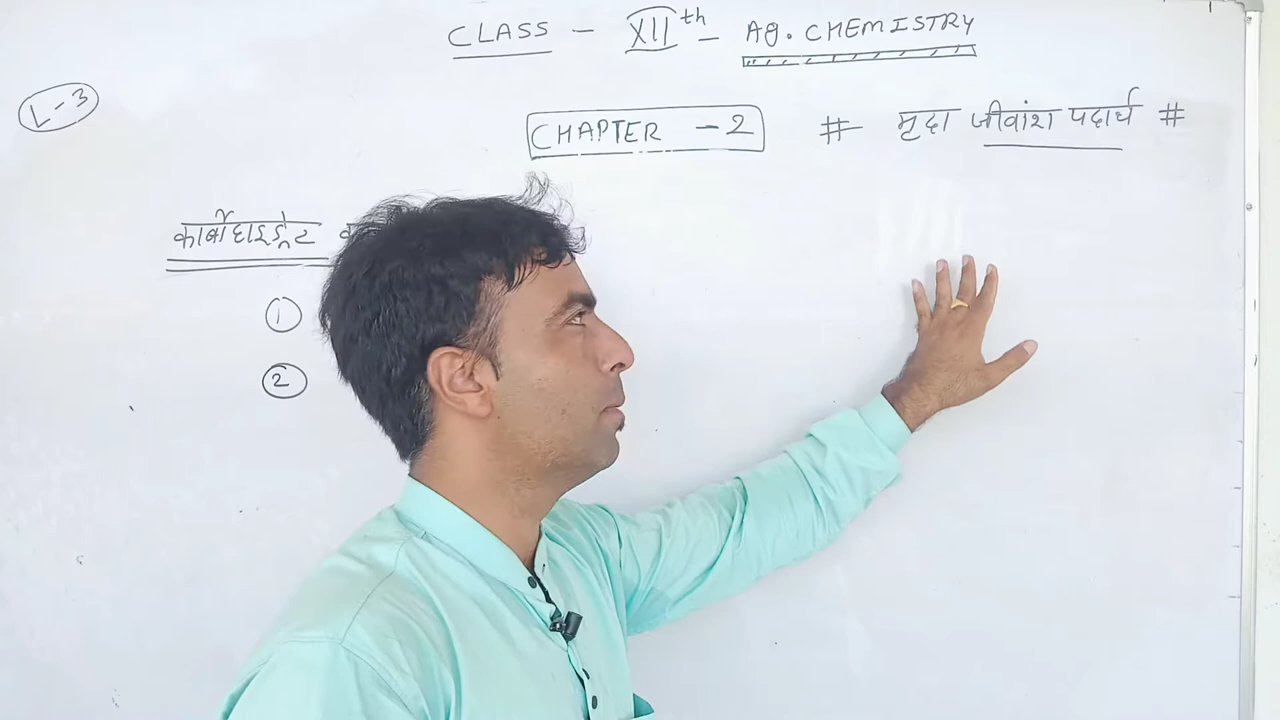 CLASS - XIIth - Ag. CHEMISTRY
L-3
CHAPTER -2 # मृदा जीवांश पदार्थ #
कार्बोहाइड्रेट
1
2